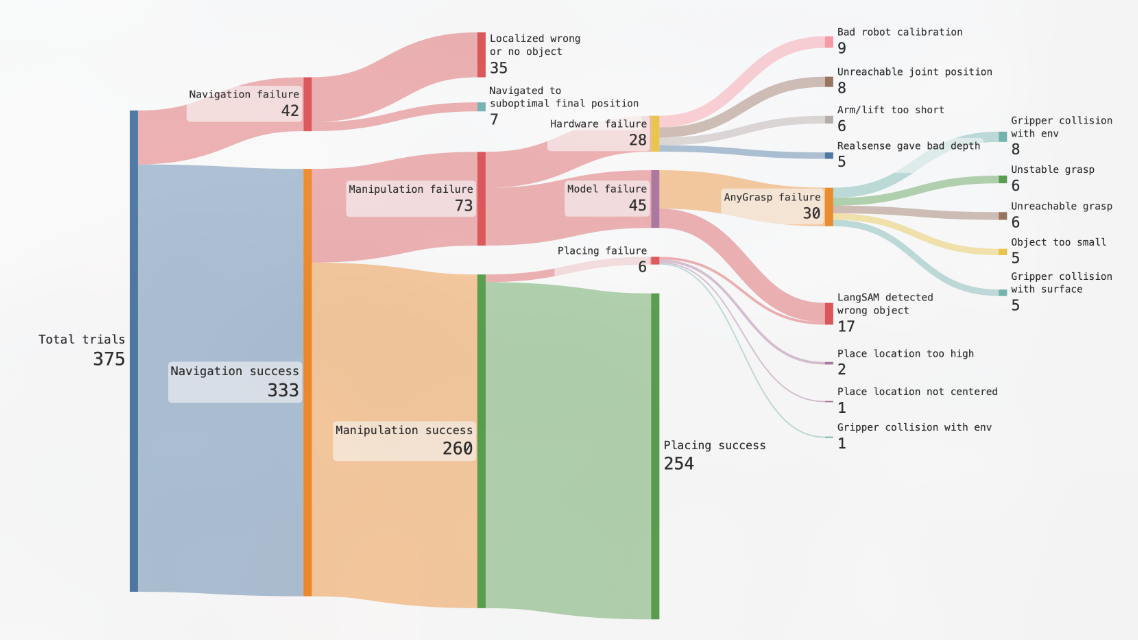 Total trials
375
Navigation failure
42
Navigation success
333
Localized wrong
or no object
35
Navigated to
suboptimal final position
7
Manipulation failure
73
Manipulation success
260
Hardware failure
28
Model failure
45
Placing failure
6
Placing success
254
Bad robot calibration
9
Unreachable joint position
8
Arm/lift too short
6
Realsense gave bad depth
5
AnyGrasp failure
30
LangSAM detected
wrong object
17
Place location too high
2
Place location not centered
1
Gripper collision with env
1
Gripper collision
with env
8
Unstable grasp
6
Unreachable grasp
6
Object too small
5
Gripper collision
with surface
5